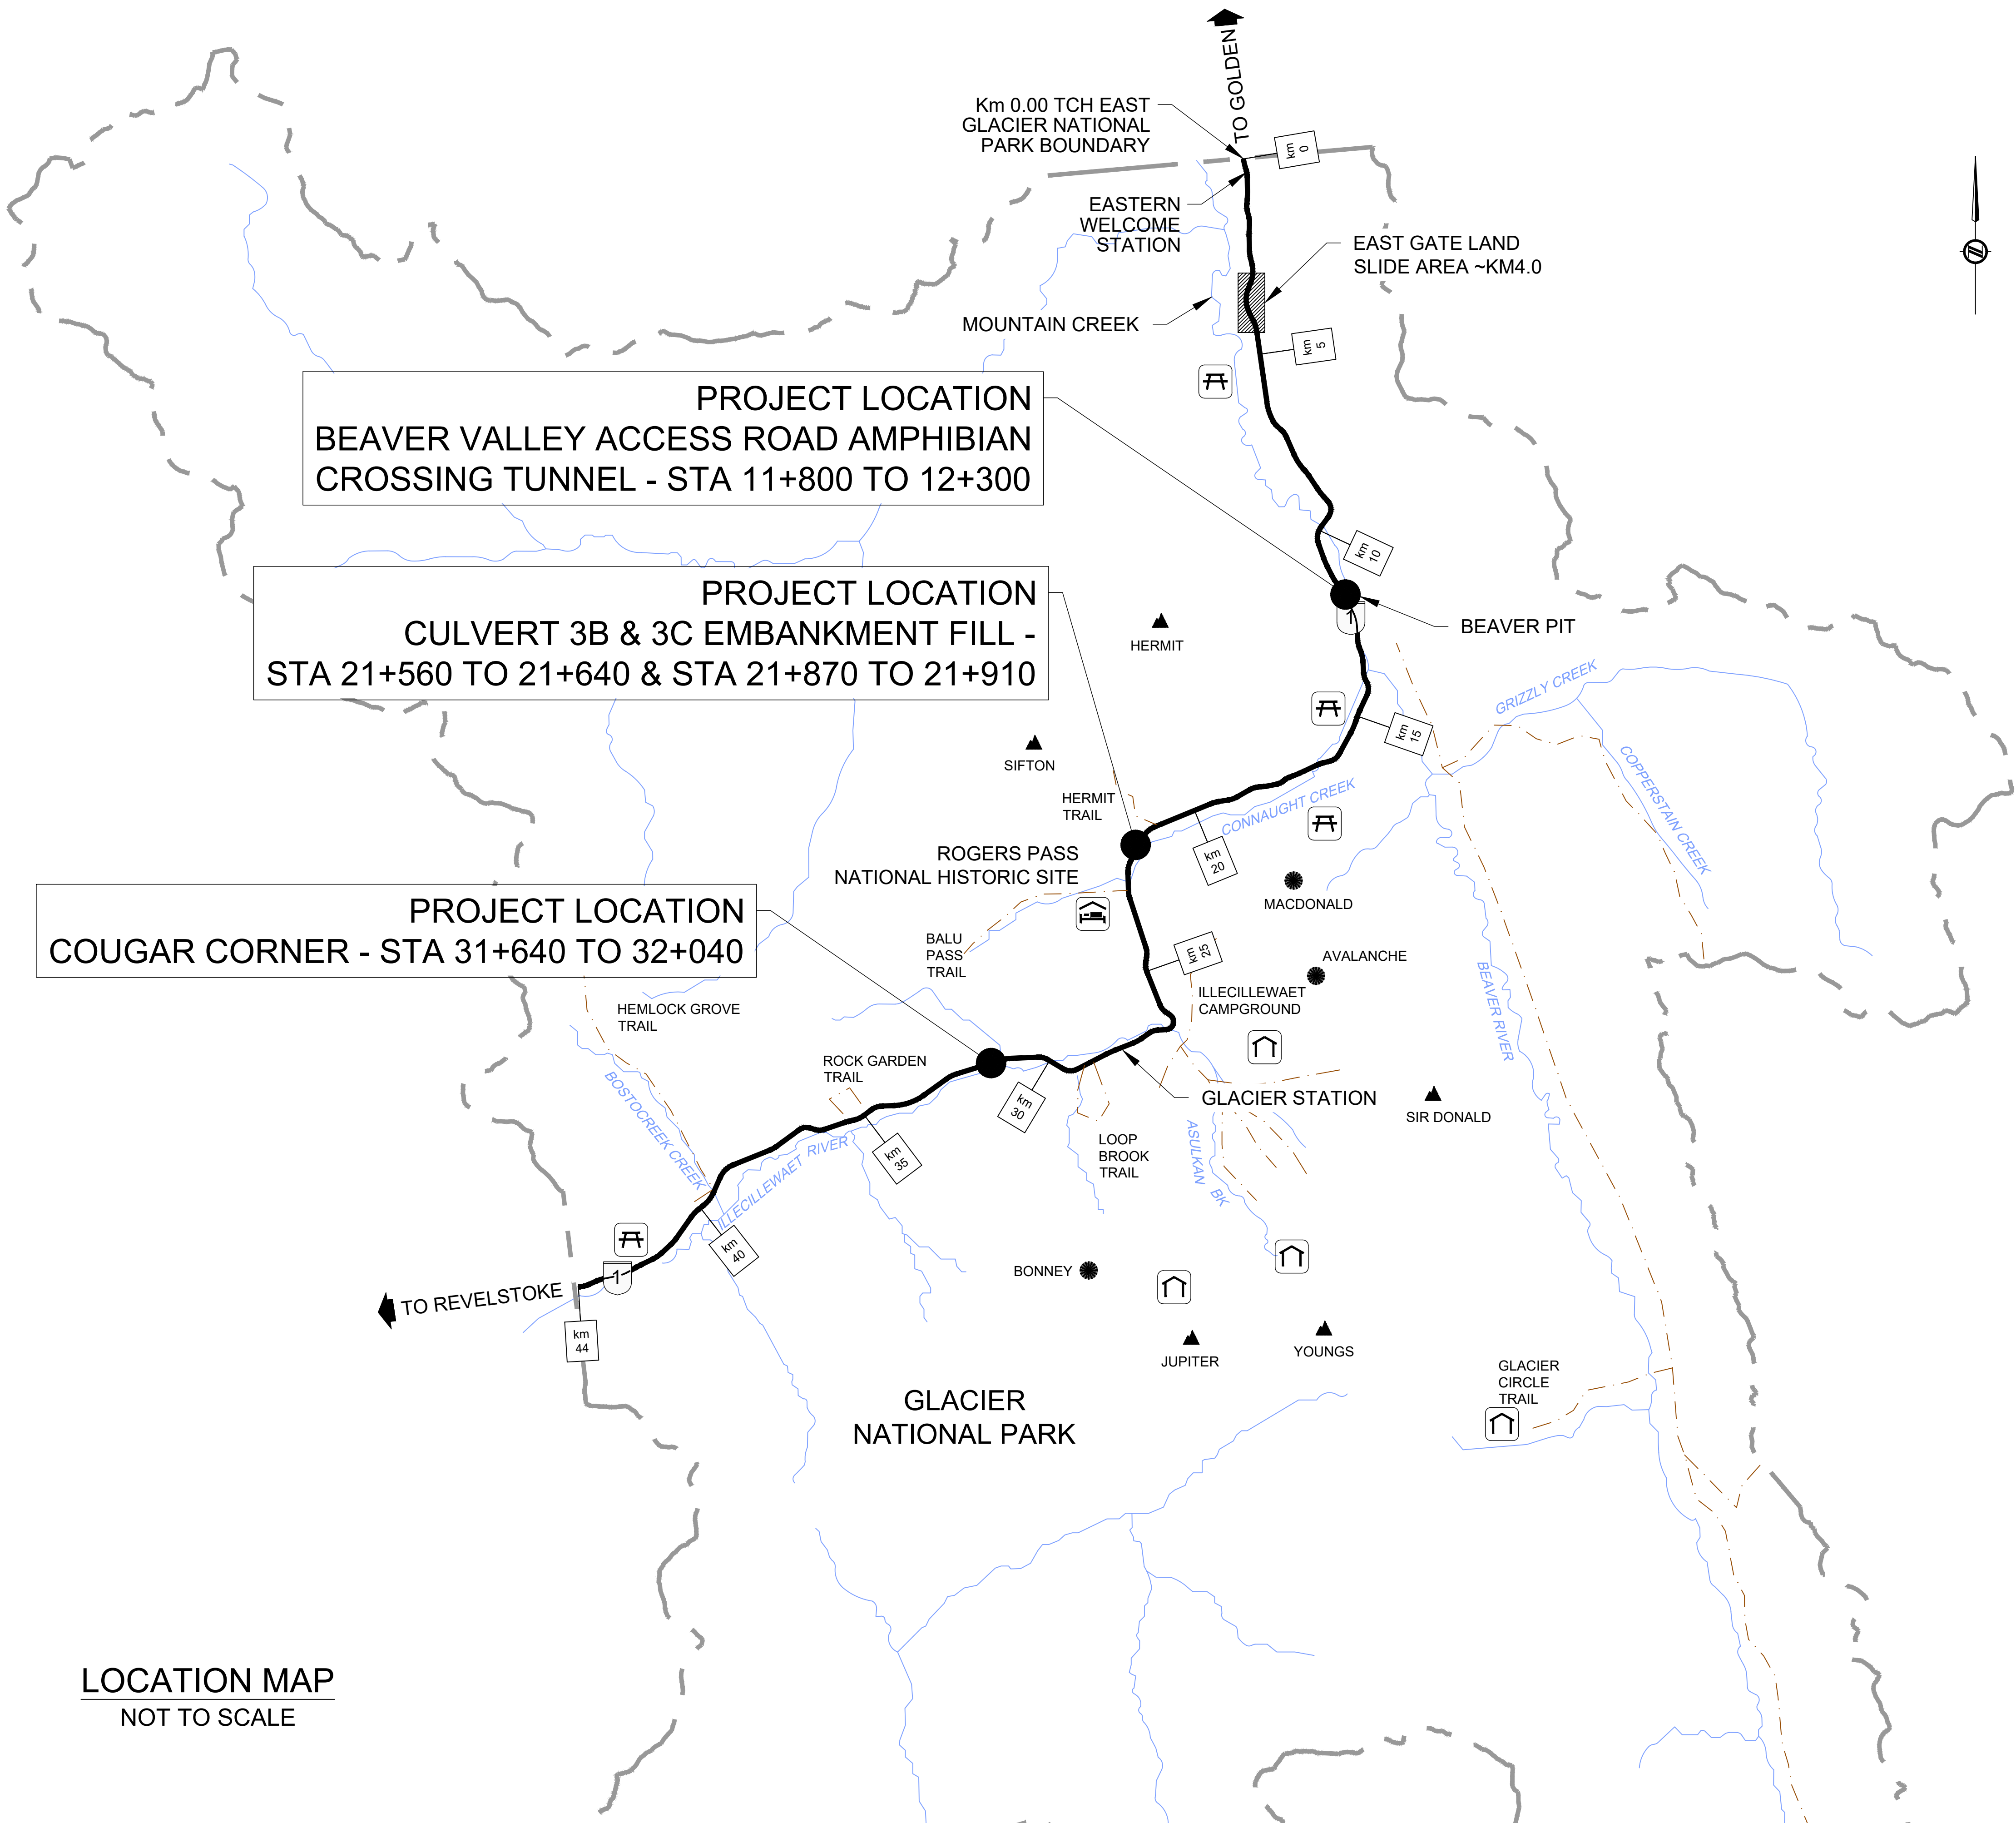 TO GOLDEN
Km 0.00 TCH EAST
GLACIER NATIONAL
PARK BOUNDARY
km
0
EASTERN
WELCOME
STATION
EAST GATE LAND
SLIDE AREA ~KM4.0
MOUNTAIN CREEK
km
5
PROJECT LOCATION
BEAVER VALLEY ACCESS ROAD AMPHIBIAN
CROSSING TUNNEL - STA 11+800 TO 12+300
km
10
PROJECT LOCATION
CULVERT 3B & 3C EMBANKMENT FILL -
STA 21+560 TO 21+640 & STA 21+870 TO 21+910
1
BEAVER PIT
HERMIT
GRIZZLY CREEK
km
15
SIFTON
COPPERSTAIN CREEK
HERMIT
TRAIL
CONNAUGHT CREEK
ROGERS PASS
NATIONAL HISTORIC SITE
km
20
MACDONALD
PROJECT LOCATION
COUGAR CORNER - STA 31+640 TO 32+040
BALU
PASS
TRAIL
km
25
AVALANCHE
ILLECILLEWAET
CAMPGROUND
BEAVER RIVER
HEMLOCK GROVE
TRAIL
ROCK GARDEN
TRAIL
BOSTOCREEK CREEK
km
30
GLACIER STATION
SIR DONALD
LOOP
BROOK
TRAIL
ASULKAN BK
ILLECILLEWAET RIVER
km
35
km
40
1
TO REVELSTOKE
km
44
BONNEY
JUPITER
YOUNGS
GLACIER
CIRCLE
TRAIL
GLACIER
NATIONAL PARK
LOCATION MAP
NOT TO SCALE